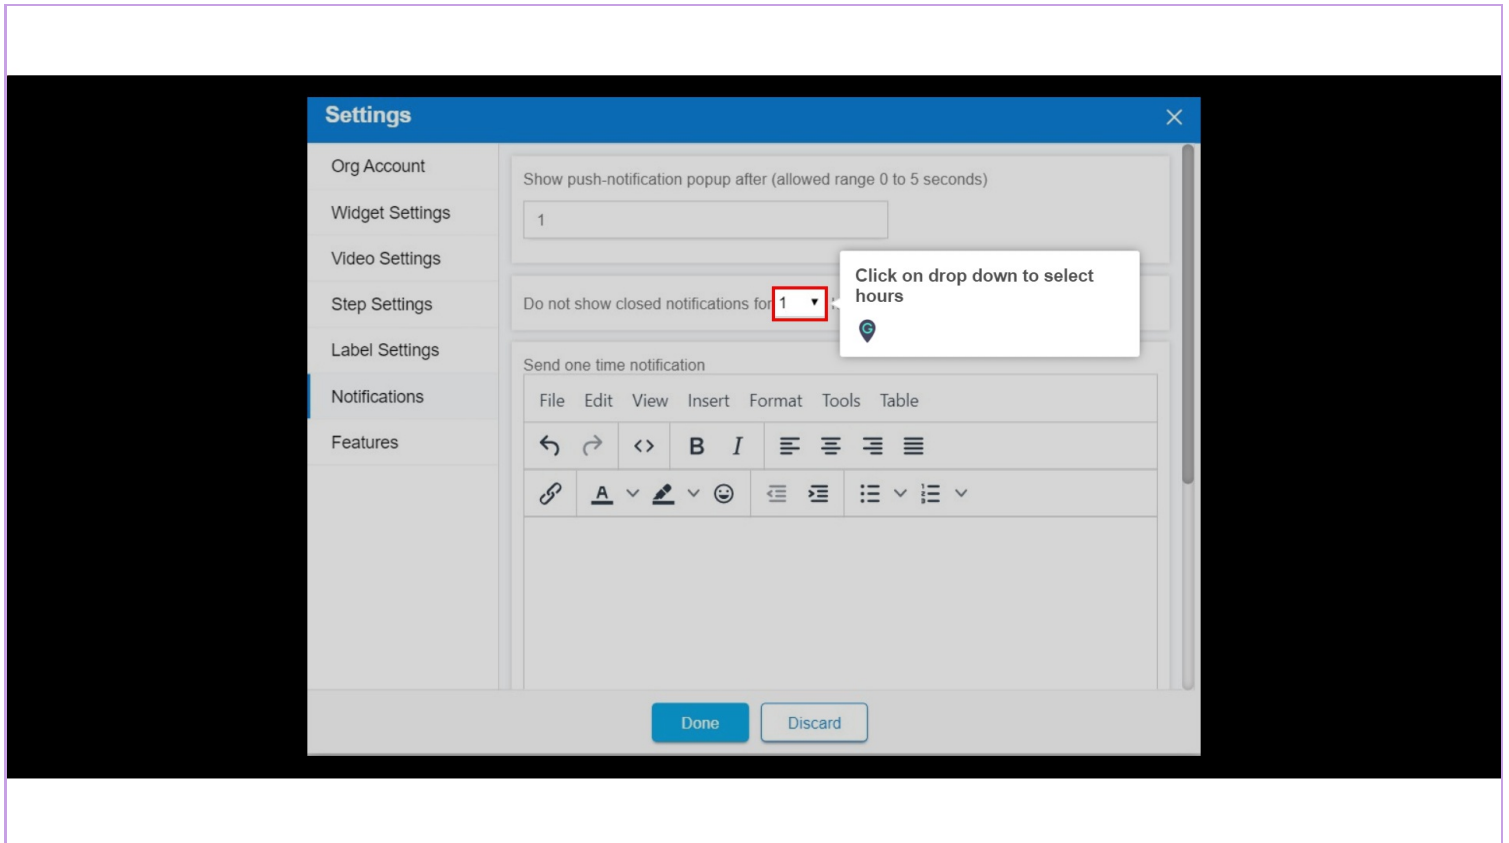 Settings
Org Account
Widget Settings
Video Settings
Step Settings
Label Settings
Notifications
Features
Show push-notification popup after (allowed range 0 to 5 seconds)
1
Do not show closed notifications for 1
Click on drop down to select
hours
G
Send one time notification
File Edit View Insert Format Tools Table
B I
A
Done Discard